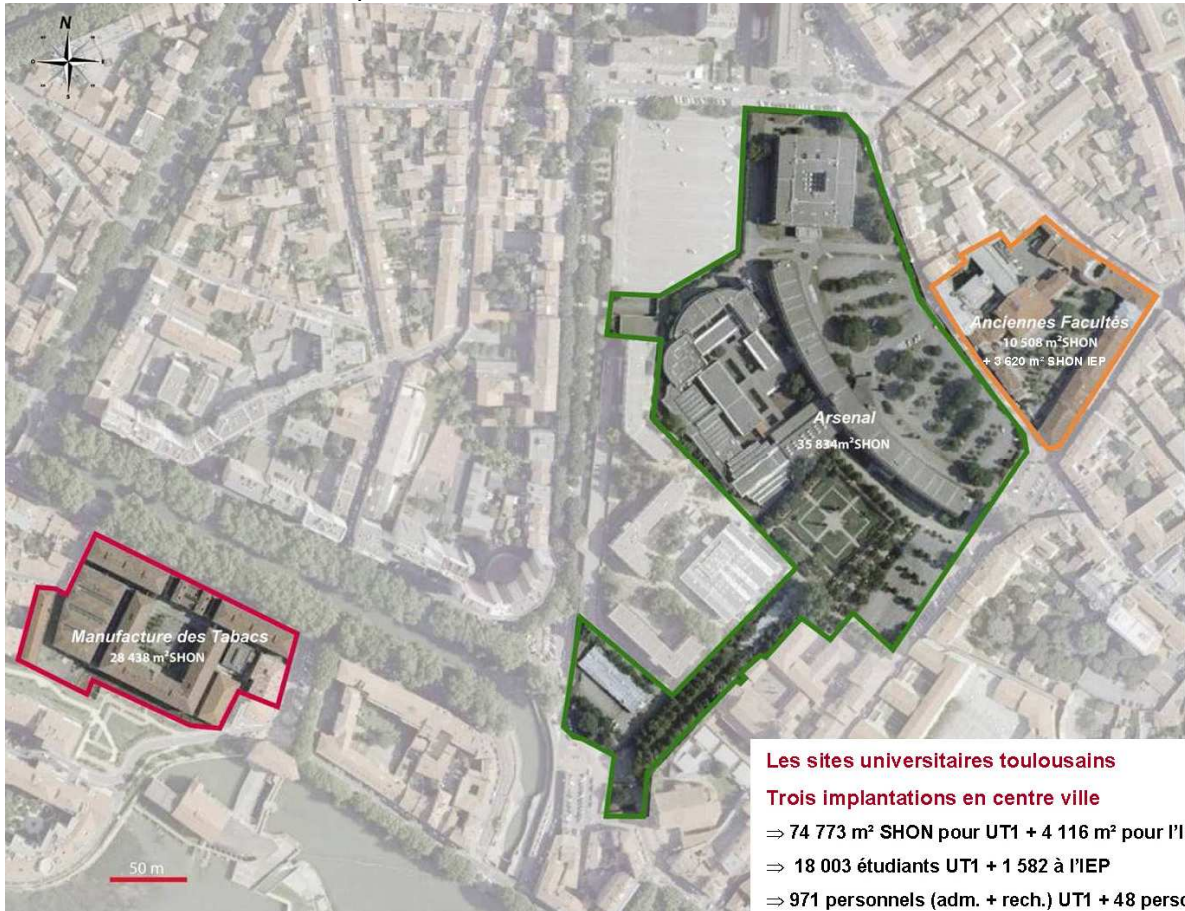 N
Anciennes Facultés
10 508 m²SHON
+ 3 620 m² SHON IEP
Arsenal
35 834m²SHON
Manufacture des Tabacs
28 438 m²SHON
50 m
Les sites universitaires toulousains
Trois implantations en centre ville
⇒ 74 773 m² SHON pour UT1 + 4 116 m² pour l'I
⇒ 18 003 étudiants UT1 + 1 582 à l'IEP
⇒ 971 personnels (adm. + rech.) UT1 + 48 perso